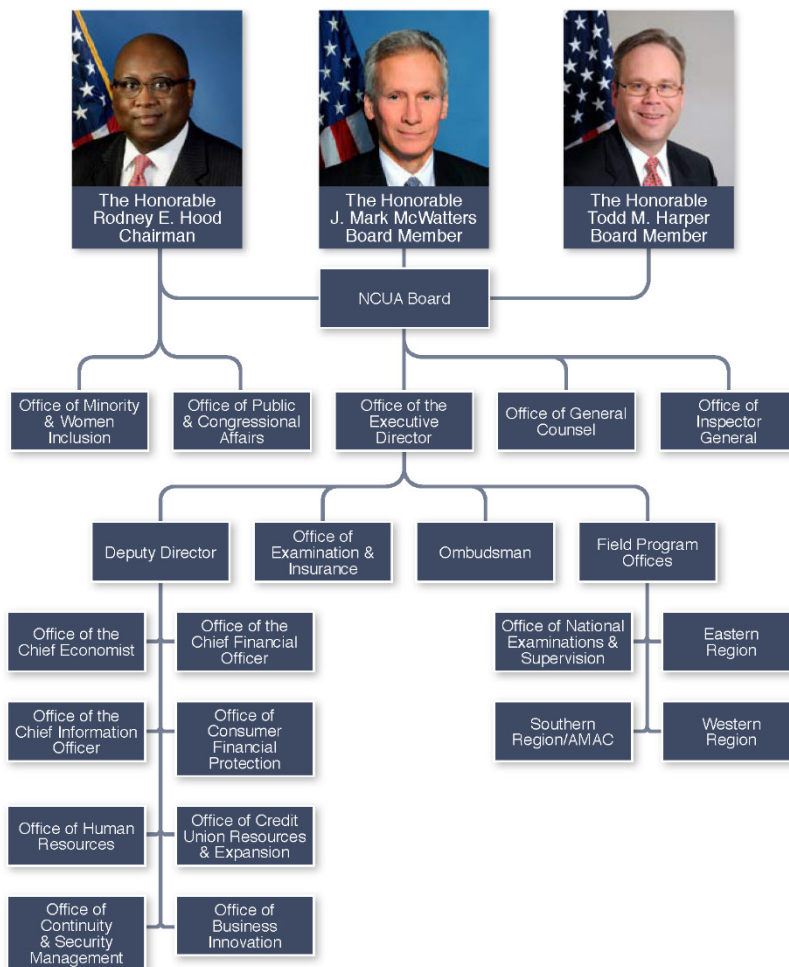 The Honorable
Rodney E. Hood
Chairman
The Honorable
J. Mark McWatters
Board Member
The Honorable
Todd M. Harper
Board Member
NCUA Board
Office of Minority
& Women
Inclusion
Office of Public
& Congressional
Affairs
Office of the
Executive
Director
Office of General
Counsel
Office of
Inspector
General
Deputy Director
Office of
Examination &
Insurance
Ombudsman
Field Program
Offices
Office of the
Chief Economist
Office of the
Chief Financial
Officer
Office of National
Examinations &
Supervision
Eastern
Region
Office of the
Chief Information
Officer
Office of
Consumer
Financial
Protection
Southern
Region/AMAC
Western
Region
Office of Human
Resources
Office of Credit
Union Resources
& Expansion
Office of
Continuity
& Security
Management
Office of
Business
Innovation